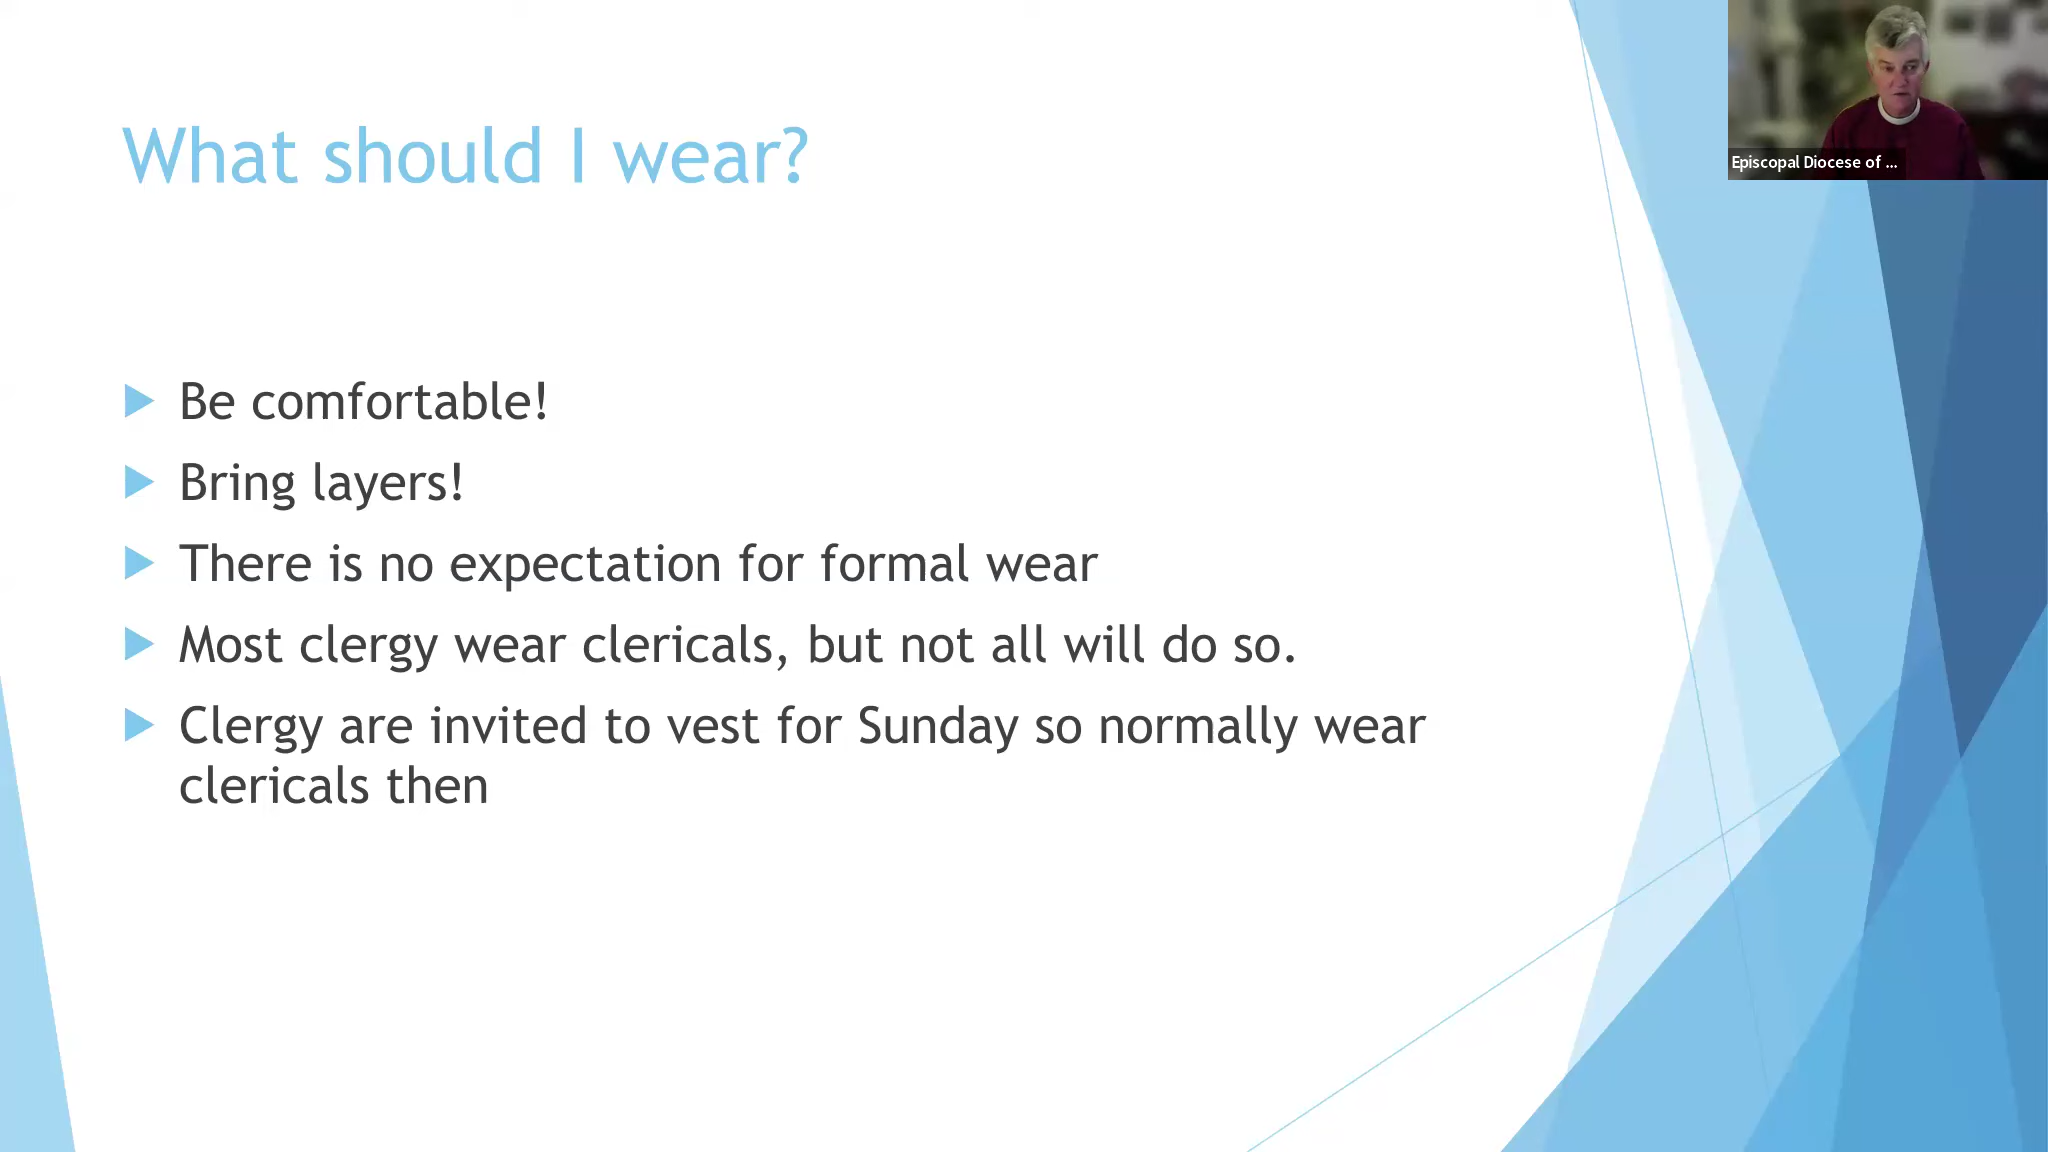 What should I wear?
Episcopal Diocese of ...
Be comfortable!
Bring layers!
There is no expectation for formal wear
Most clergy wear clericals, but not all will do so.
Clergy are invited to vest for Sunday so normally wear
clericals then